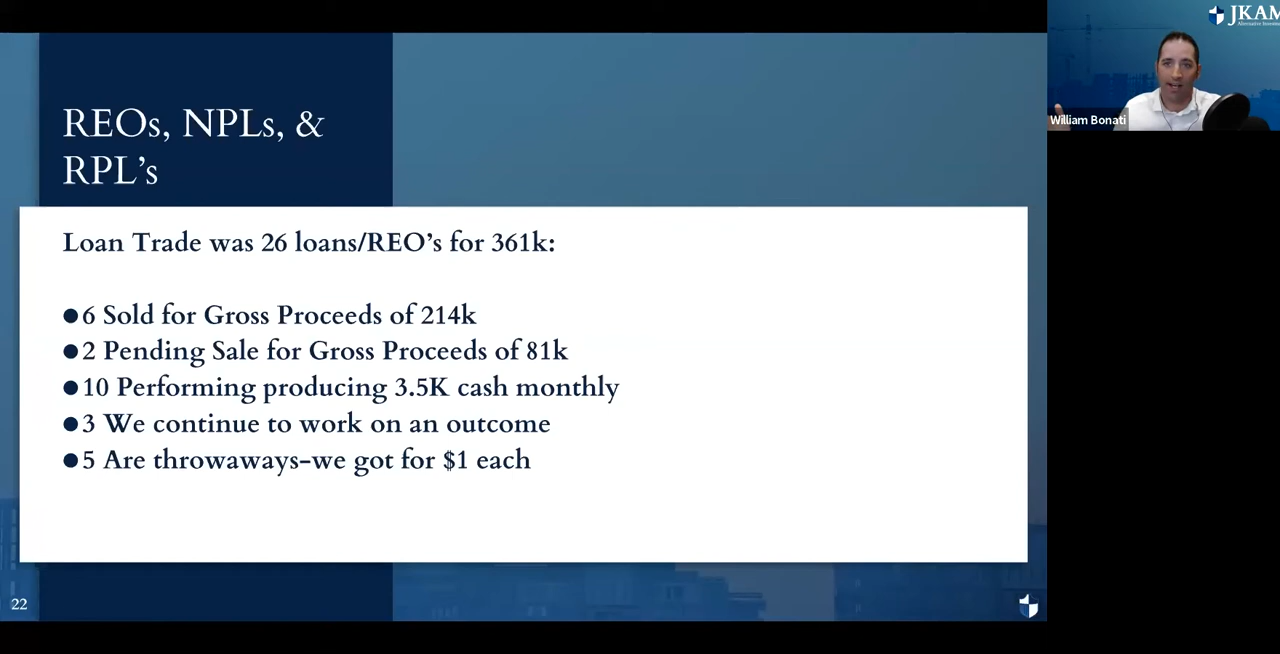 REOs, NPLs, &
RPL’s
Loan Trade was 26 loans/REO’s for 361k:
●6 Sold for Gross Proceeds of 214k
●2 Pending Sale for Gross Proceeds of 81k
●10 Performing producing 3.5K cash monthly
●3 We continue to work on an outcome
●5 Are throwaways-we got for $1 each
22
JKAM
William Bonati